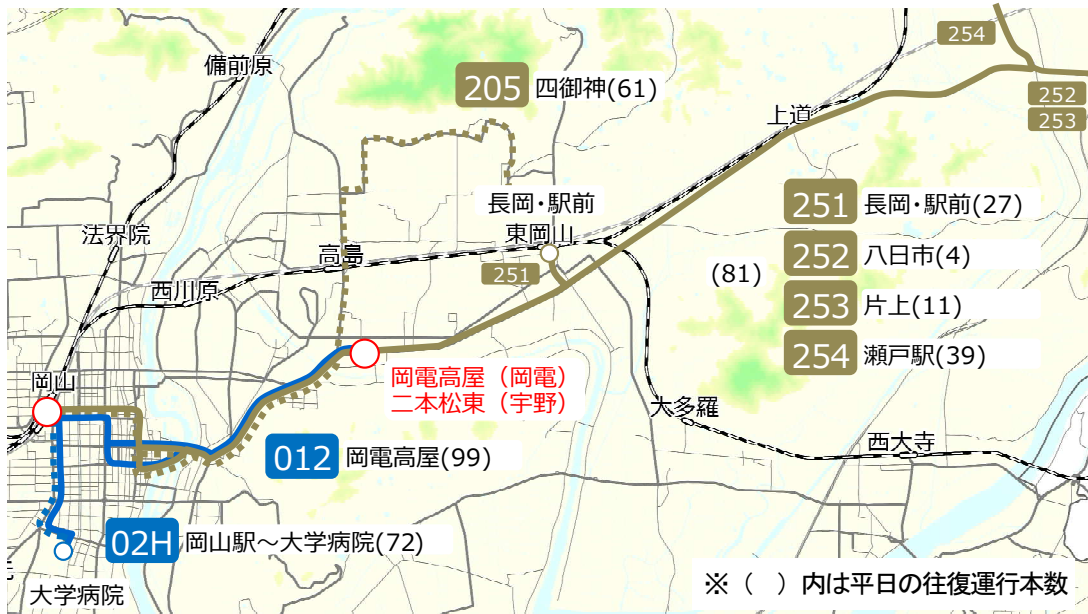 254
備前原
205 四御神(61)
252
253
上道
長岡・駅前
東岡山
251 長岡・駅前(27)
法界院
高島
251
(81)
252 八日市(4)
西川原
253 片上(11)
254 瀬戸駅(39)
岡山
岡電高屋（岡電）
二本松東（宇野）
大多羅
西大寺
012 岡電高屋(99)
02H 岡山駅～大学病院(72)
大学病院
※（　）内は平日の往復運行本数